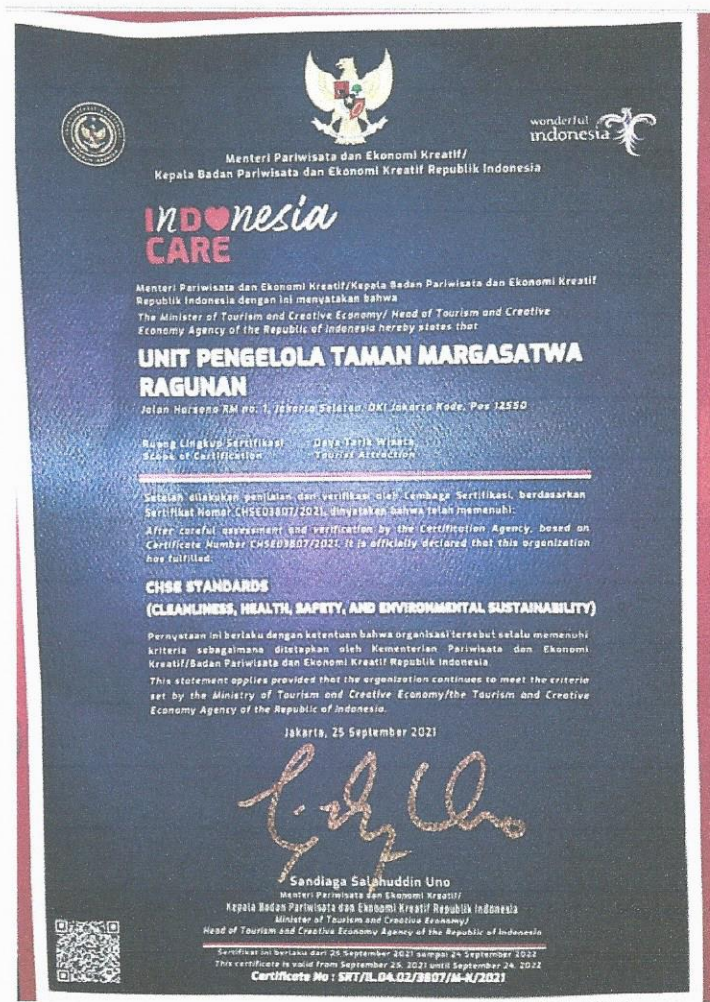 wonderful
indonesia
Menteri Pariwisata dan Ekonomi Kreatif/
Kepala Badan Pariwisata dan Ekonomi Kreatif Republik Indonesia
INDONesia
CARE
Menteri Pariwisata dan Ekonomi Kreatif/Kepala Badan Pariwisata dan Ekonomi Kreatif
Republik Indonesia dengan ini menyatakan bahwa
The Minister of Tourism and Creative Economy/ Head of Tourism and Creative
Economy Agency of the Republic of Indonesia hereby states that
UNIT PENGELOLA TAMAN MARGASATWA
RAGUNAN
Jalan Harsono RM no: 1, Jakarta Selatan, DKI Jakarta Kode, Pos 12550
Ruang Lingkup Sertifikasi : Daya Tarik Wisata
Scope of Certification : Tourist Attraction
Setelah dilakukan penilaian dan verifikasi oleh Lembaga Sertifikasi, berdasarkan
Sertifikat Nomor CHSE03807/2021, dinyatakan bahwa telah memenuhi:
After careful assessment and verification by the Certification Agency, based on
Certificate Number CHSE03807/2021, it is officially declared that this organization
has fulfilled:
CHSE STANDARDS
(CLEANLINESS, HEALTH, SAFETY, AND ENVIRONMENTAL SUSTAINABILITY)
Pernyataan ini berlaku dengan ketentuan bahwa organisasi tersebut selalu memenuhi
kriteria sebagaimana ditetapkan oleh Kementerian Pariwisata dan Ekonomi
Kreatif/Badan Pariwisata dan Ekonomi Kreatif Republik Indonesia
This statement applies provided that the organization continues to meet the criteria
set by the Ministry of Tourism and Creative Economy/the Tourism and Creative
Economy Agency of the Republic of Indonesia.
Jakarta, 25 September 2021
Sandiaga Salahuddin Uno
Menteri Pariwisata dan Ekonomi Kreatif/
Kepala Badan Pariwisata dan Ekonomi Kreatif Republik Indonesia
Minister of Tourism and Creative Economy/
Head of Tourism and Creative Economy Agency of the Republic of Indonesia
Sertifikat ini berlaku dari 25 September 2021 sampai 24 September 2022
This certificate is valid from September 25, 2021 until September 24, 2022
Certificate No : SRT/IL.04.02/3807/M-K/2021